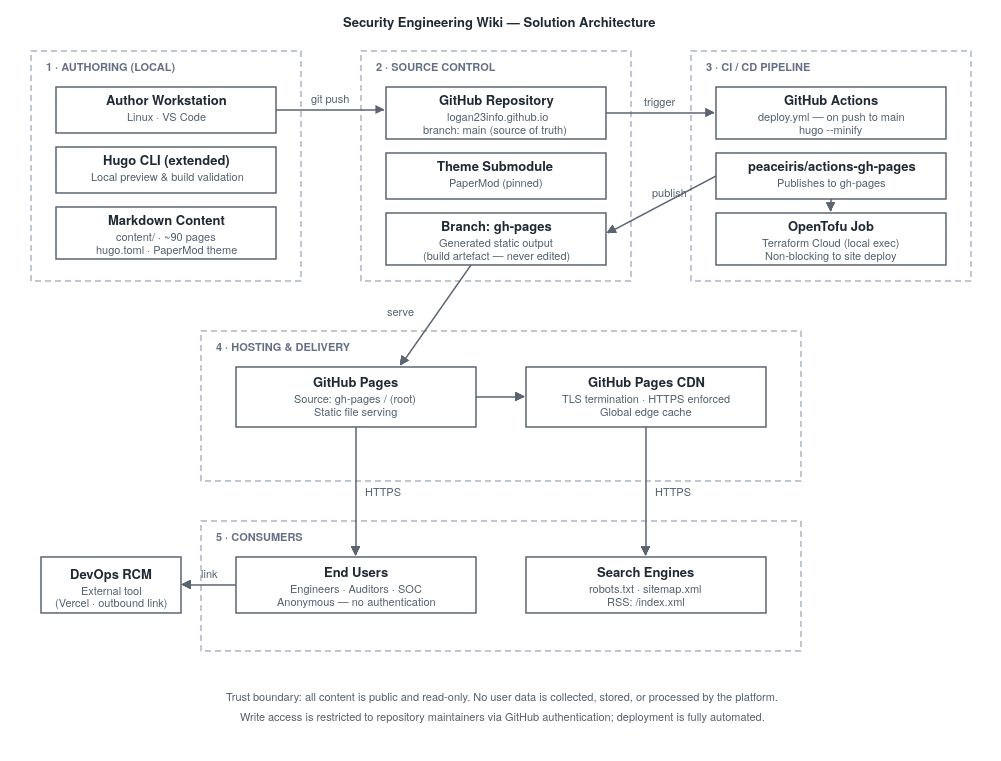 Security Engineering Wiki — Solution Architecture
1 · AUTHORING (LOCAL)
Author Workstation
Linux · VS Code
Hugo CLI (extended)
Local preview & build validation
Markdown Content
content/ · ~90 pages
hugo.toml · PaperMod theme
git push
2 · SOURCE CONTROL
GitHub Repository
logan23info.github.io
branch: main (source of truth)
Theme Submodule
PaperMod (pinned)
Branch: gh-pages
Generated static output
(build artefact — never edited)
trigger
publish
3 · CI / CD PIPELINE
GitHub Actions
deploy.yml — on push to main
hugo --minify
peaceiris/actions-gh-pages
Publishes to gh-pages
OpenTofu Job
Terraform Cloud (local exec)
Non-blocking to site deploy
serve
4 · HOSTING & DELIVERY
GitHub Pages
Source: gh-pages / (root)
Static file serving
GitHub Pages CDN
TLS termination · HTTPS enforced
Global edge cache
HTTPS
HTTPS
5 · CONSUMERS
DevOps RCM
External tool
(Vercel · outbound link)
link
End Users
Engineers · Auditors · SOC
Anonymous — no authentication
Search Engines
robots.txt · sitemap.xml
RSS: /index.xml
Trust boundary: all content is public and read-only. No user data is collected, stored, or processed by the platform.
Write access is restricted to repository maintainers via GitHub authentication; deployment is fully automated.